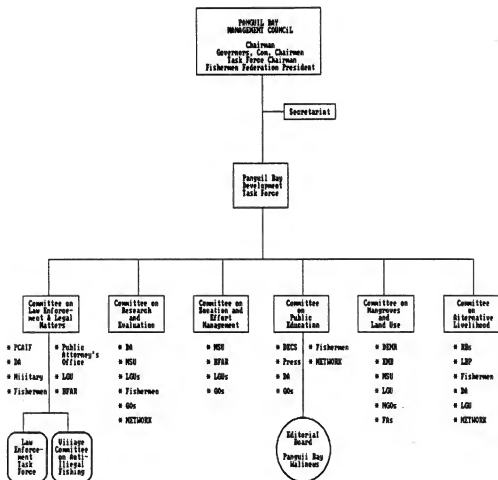 PANGUIL BAY
MANAGEMENT COUNCIL
Chairman
Governors, Com. Chairmen
Task Force Chairman
Fishermen Federation President
Secretariat
Panguil Bay
Development
Task Force
Committee on
Law Enforce-
ment & Legal
Matters
* PCAIF
* DA
* Military
* Fishermen
* Public
Attorney's
Office
* LGU
* BFAR
Law
Enforce-
ment
Task
Force
Village
Committee
on Anti-
Illegal
Fishing
Committee on
Research
and
Evaluation
* DA
* MSU
* LGUs
* Fishermen
* GOs
* NETWORK
Committee on
and
Effort
Management
* MSU
* BFAR
* LGUs
* GOs
Committee
on
Public
Education
* DECS
* Press
* DA
* GOs
* Fishermen
* NETWORK
Editorial
Board
Panguil Bay
Walinews
Committee on
Mangroves
and
Land Use
* DENR
* EMB
* MSU
* LGU
* NGOs
* FAs
Committee
on
Alternative
Livelihood
* RBs
* LBP
* Fishermen
* DA
* LGU
* NETWORK